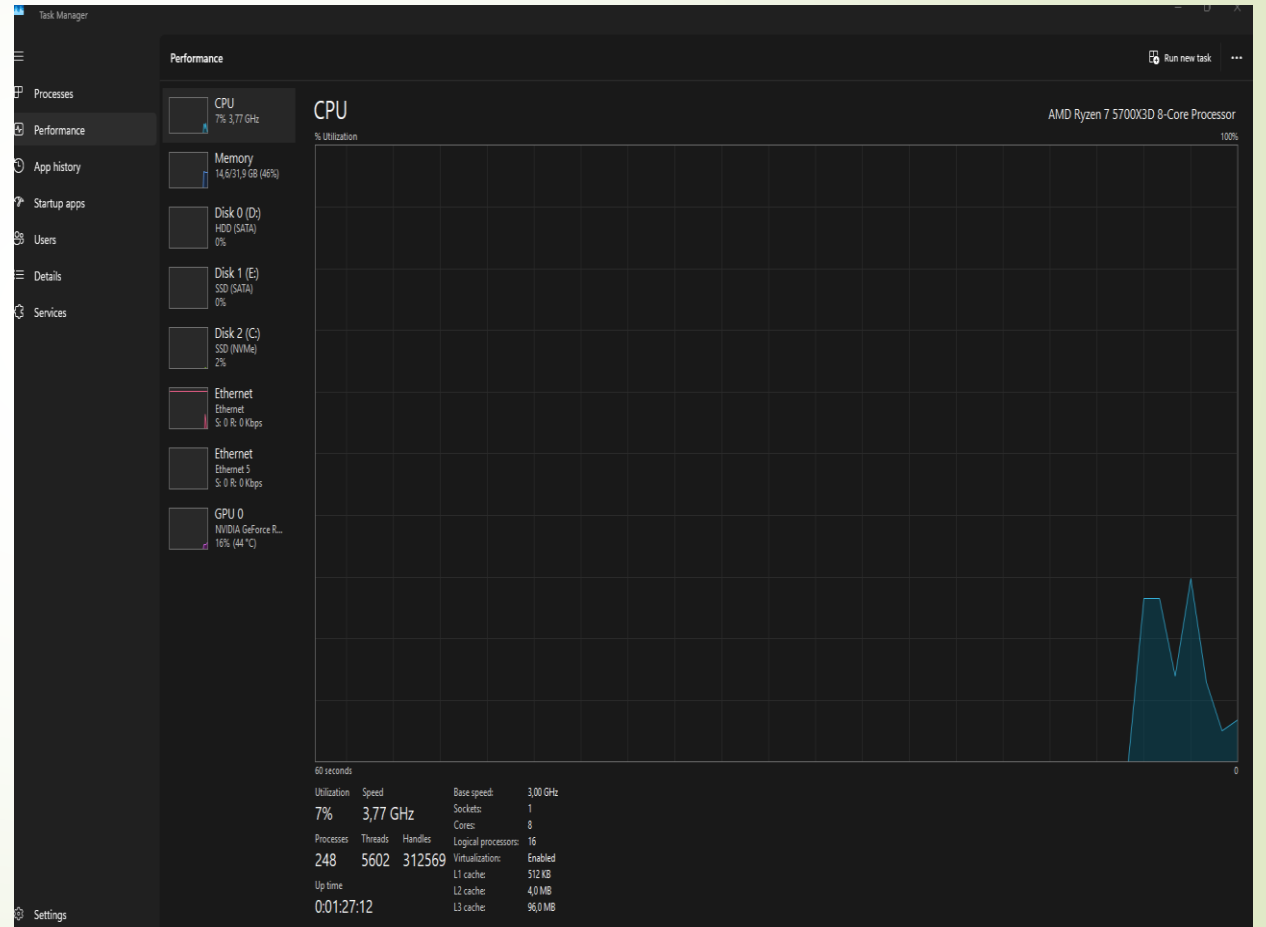 Task Manager
Performance
Run new task
Processes
Performance
App history
Startup apps
Users
Details
Services
Settings
CPU
7% 3,77 GHz
Memory
14,6/31,9 GB (46%)
Disk 0 (D:)
HDD (SATA)
0%
Disk 1 (E:)
SSD (SATA)
0%
Disk 2 (C:)
SSD (NVMe)
2%
Ethernet
Ethernet
S: 0 R: 0 Kbps
Ethernet
Ethernet 5
S: 0 R: 0 Kbps
GPU 0
NVIDIA GeForce R...
16% (44 °C)
CPU
AMD Ryzen 7 5700X3D 8-Core Processor
% Utilization
100%
60 seconds
0
Utilization Speed
7% 3,77 GHz
Processes Threads Handles
248 5602 312569
Up time
0:01:27:12
Base speed: 3,00 GHz
Sockets: 1
Cores: 8
Logical processors: 16
Virtualization: Enabled
L1 cache: 512 KB
L2 cache: 4,0 MB
L3 cache: 96,0 MB